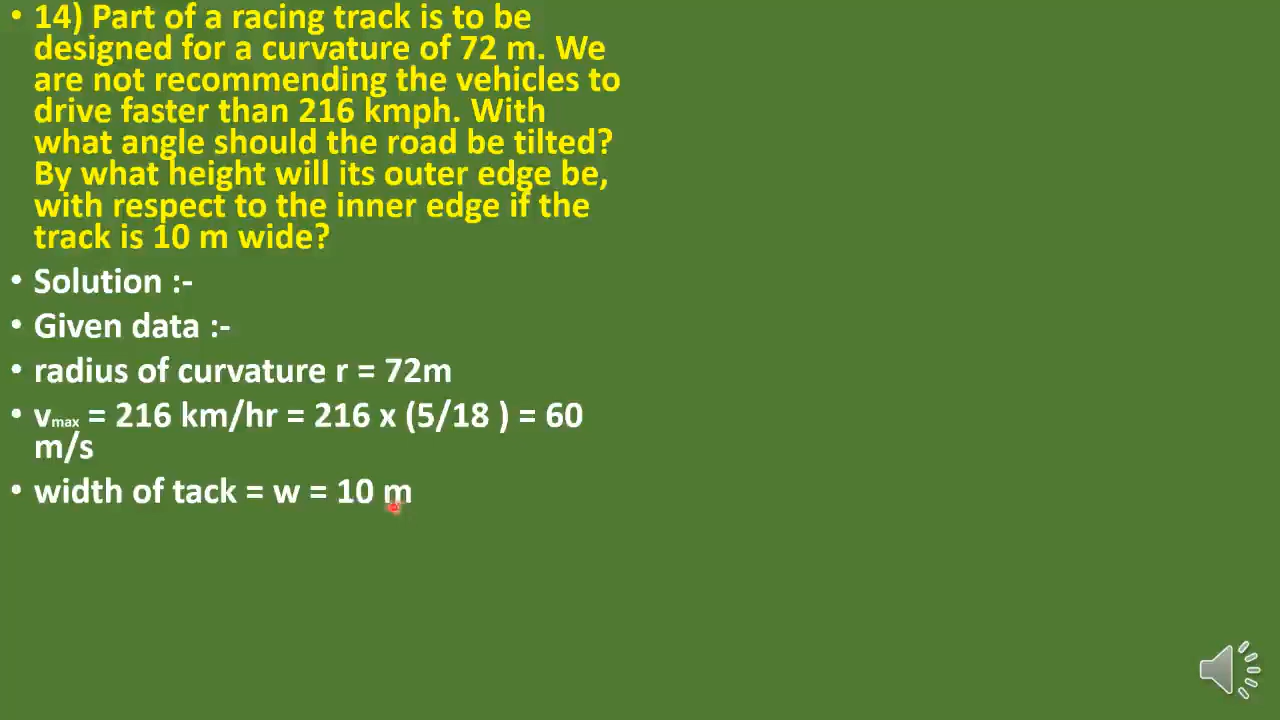 • 14) Part of a racing track is to be
designed for a curvature of 72 m. We
are not recommending the vehicles to
drive faster than 216 kmph. With
what angle should the road be tilted?
By what height will its outer edge be,
with respect to the inner edge if the
track is 10 m wide?
• Solution :-
• Given data :-
• radius of curvature r = 72m
• vmax = 216 km/hr = 216 x (5/18 ) = 60
m/s
• width of tack = w = 10 m